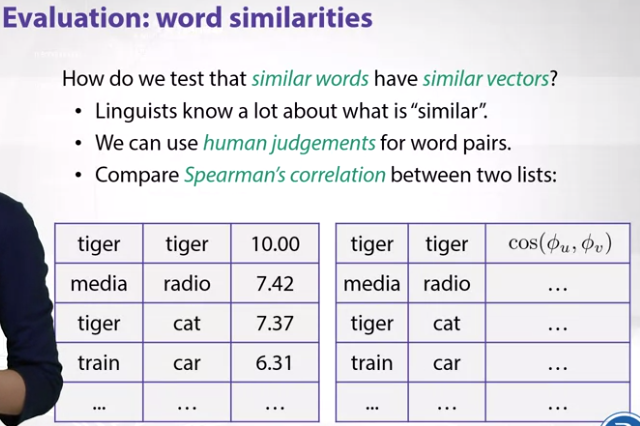 Evaluation: word similarities
How do we test that similar words have similar vectors?
• Linguists know a lot about what is “similar”.
• We can use human judgements for word pairs.
• Compare Spearman’s correlation between two lists:
tiger tiger 10.00 tiger tiger cos(ϕu, ϕv)
media radio 7.42 media radio ...
tiger cat 7.37 tiger cat ...
train car 6.31 train car ...
... ... ... ... ... ...